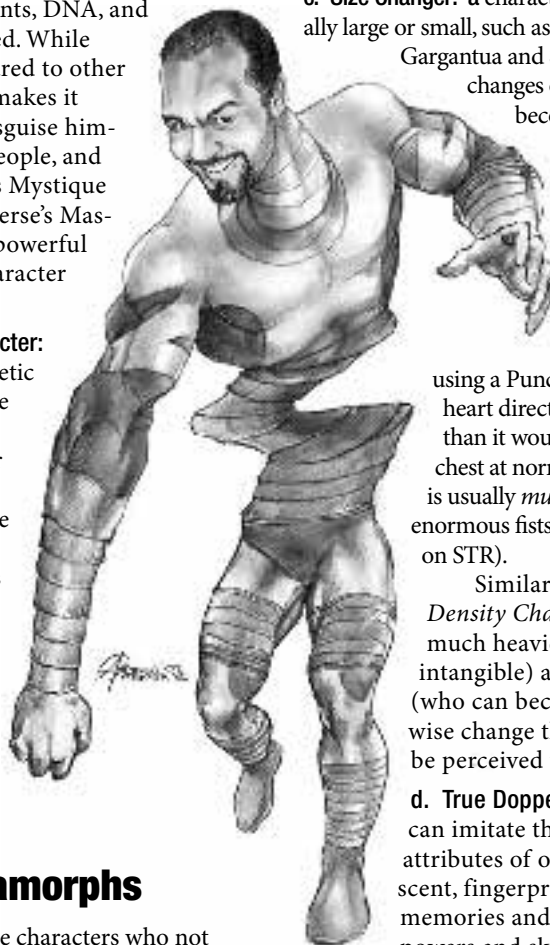 nts, DNA, and
ed. While
red to other
makes it
sguise him-
eople, and
s Mystique
erse's Mas-
powerful
aracter
cter:
etic
e
e
amorphs
e characters who not
Size Changer: a charact
ally large or small, such as
Gargantua and
changes
beco
using a Punc
heart direct
than it wou
chest at nor
is usually mu
enormous fists
on STR).
Similar
Density Cha
much heavie
intangible) a
(who can bec
wise change th
be perceived
d. True Doppe
can imitate th
attributes of o
scent, fingerpr
memories and